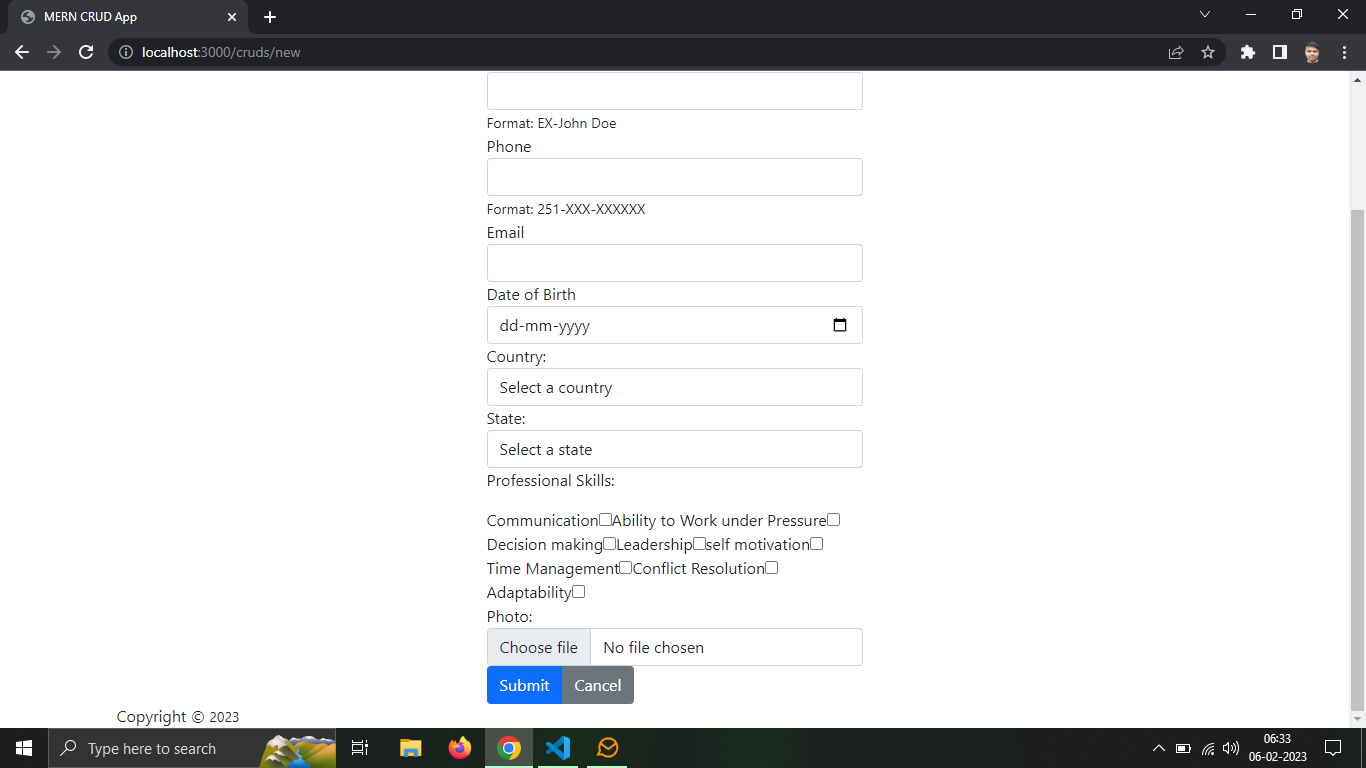 MERN CRUD App
localhost:3000/cruds/new
Format: EX-John Doe
Phone
Format: 251-XXX-XXXXXX
Email
Date of Birth
dd-mm-yyyy
Country:
Select a country
State:
Select a state
Professional Skills:
Communication Ability to Work under Pressure
Decision making Leadership self motivation
Time Management Conflict Resolution
Adaptability
Photo:
Choose file No file chosen
Submit Cancel
Copyright © 2023
Type here to search
06:33
06-02-2023